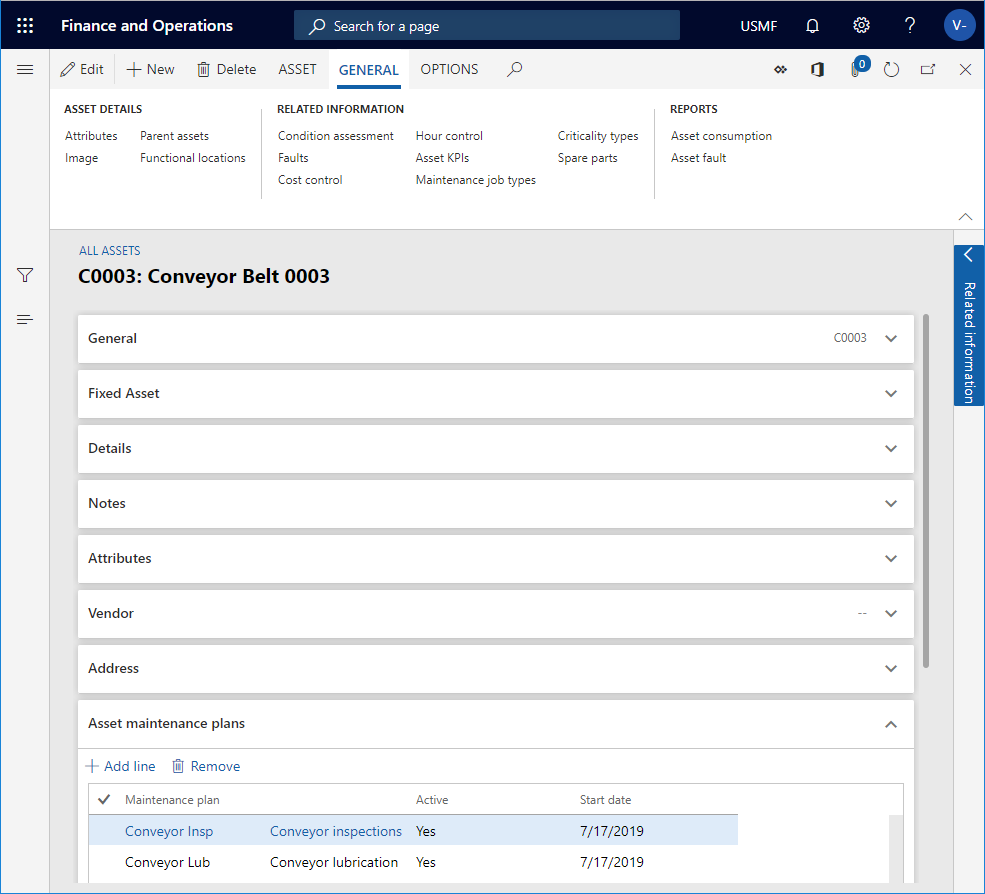 Finance and Operations Search for a page USMF ? V-
Edit New Delete ASSET GENERAL OPTIONS 0
ASSET DETAILS RELATED INFORMATION REPORTS
Attributes Parent assets Condition assessment Hour control Criticality types Asset consumption
Image Functional locations Faults Asset KPIs Spare parts Asset fault
Cost control Maintenance job types
ALL ASSETS
C0003: Conveyor Belt 0003
Related information
General C0003
Fixed Asset
Details
Notes
Attributes
Vendor --
Address
Asset maintenance plans
Add line Remove
Maintenance plan Active Start date
Conveyor Insp Conveyor inspections Yes 7/17/2019
Conveyor Lub Conveyor lubrication Yes 7/17/2019